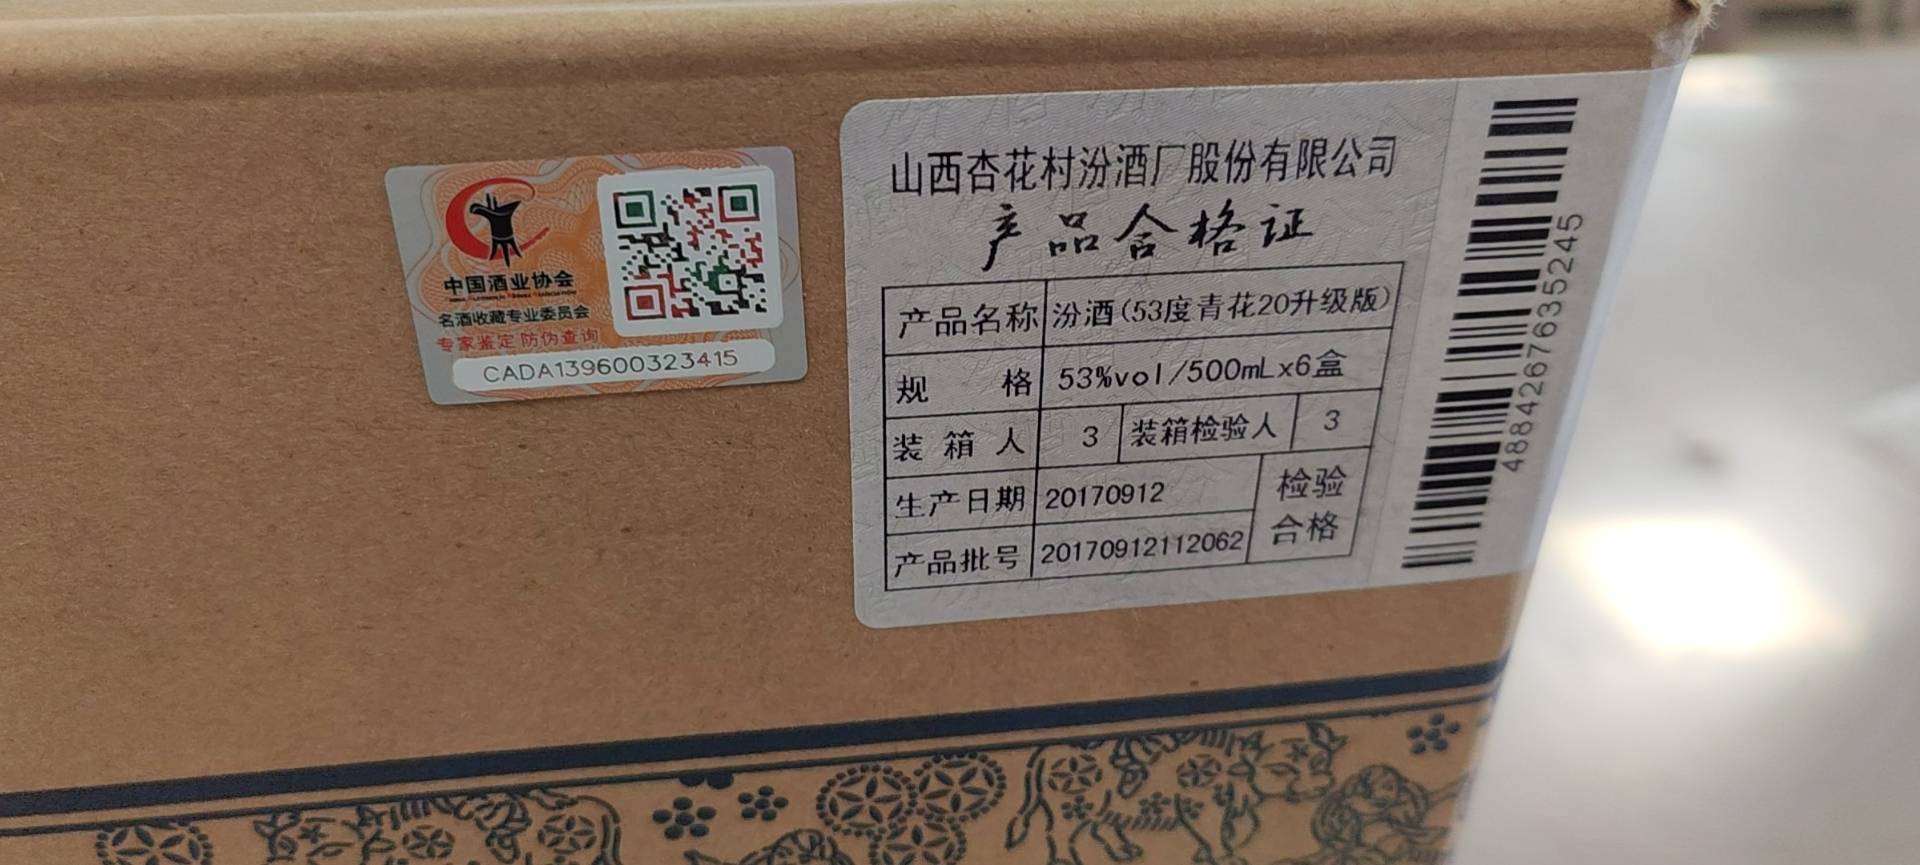 中国酒业协会
名酒收藏专业委员会
专家鉴定 防伪查询
CADA139600323415
山西杏花村汾酒厂股份有限公司
产品合格证
产品名称 汾酒(53度青花20升级版)
规 格 53%vol/500mLx6盒
装箱人 3 装箱检验人 3
生产日期 20170912
检验合格
产品批号 20170912112062
4884267635245